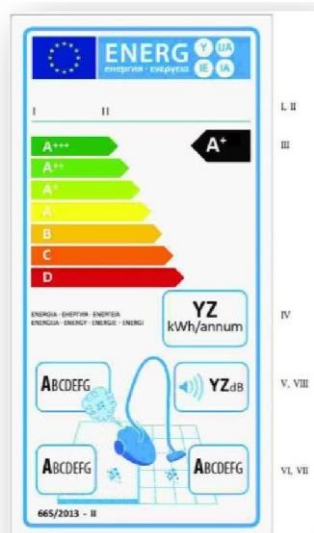 ENERG Y UA
енергия · ενεργεια IE IA
I II
I, II
A+++
A+
III
A++
A+
A
B
C
D
ENERGIA · ЕНЕРГИЯ · ΕΝΕΡΓΕΙΑ
ENERGIJA · ENERGY · ENERGIE · ENERGI
YZ
kWh/annum
IV
ABCDEFG
YZdB
V, VIII
ABCDEFG
ABCDEFG
VI, VII
665/2013 - II